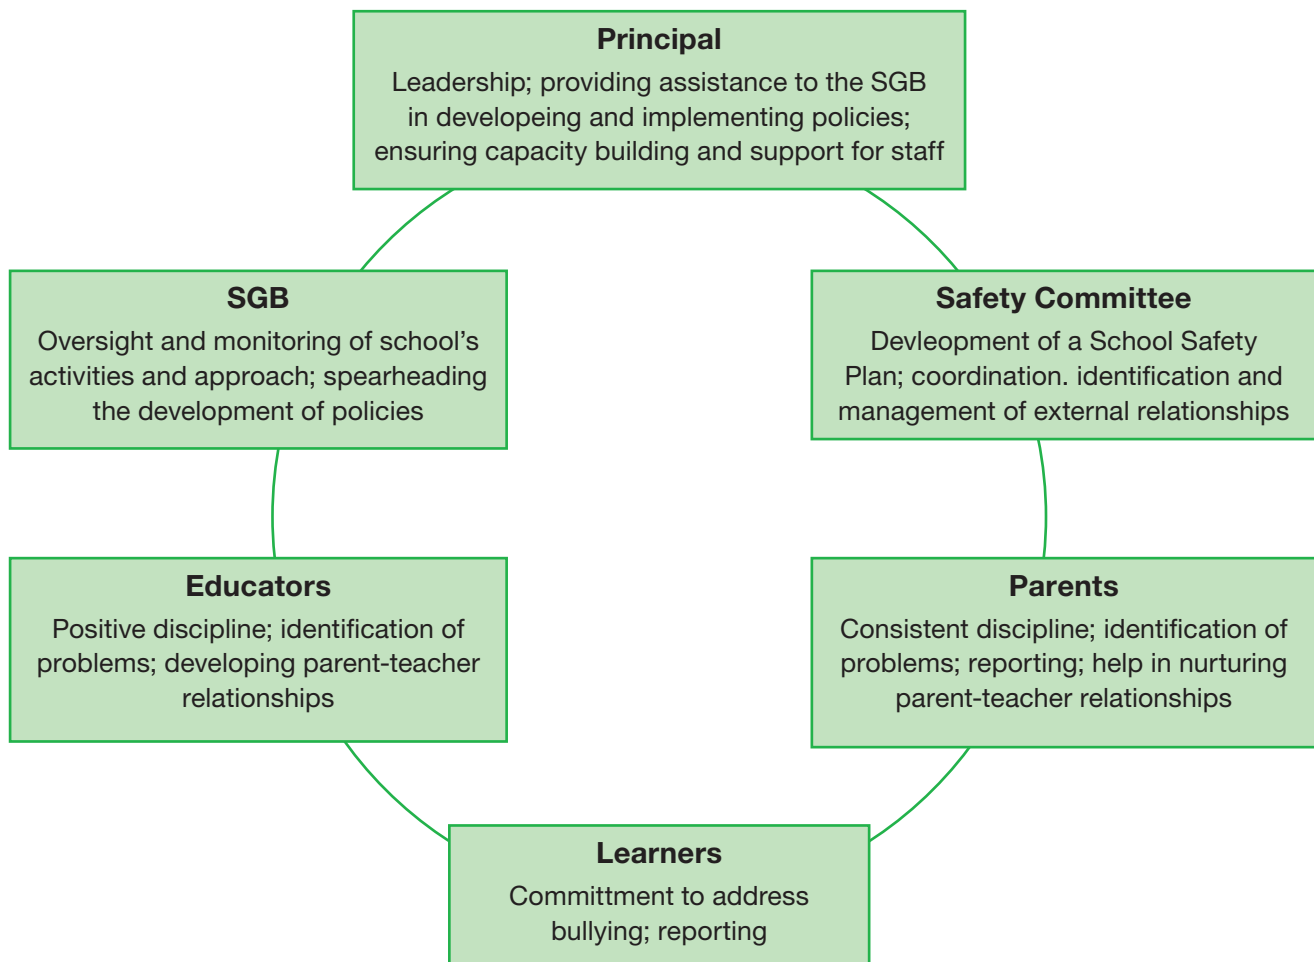 Principal
Leadership; providing assistance to the SGB
in developeing and implementing policies;
ensuring capacity building and support for staff
SGB
Oversight and monitoring of school’s
activities and approach; spearheading
the development of policies
Safety Committee
Devleopment of a School Safety
Plan; coordination. identification and
management of external relationships
Educators
Positive discipline; identification of
problems; developing parent-teacher
relationships
Parents
Consistent discipline; identification of
problems; reporting; help in nurturing
parent-teacher relationships
Learners
Committment to address
bullying; reporting